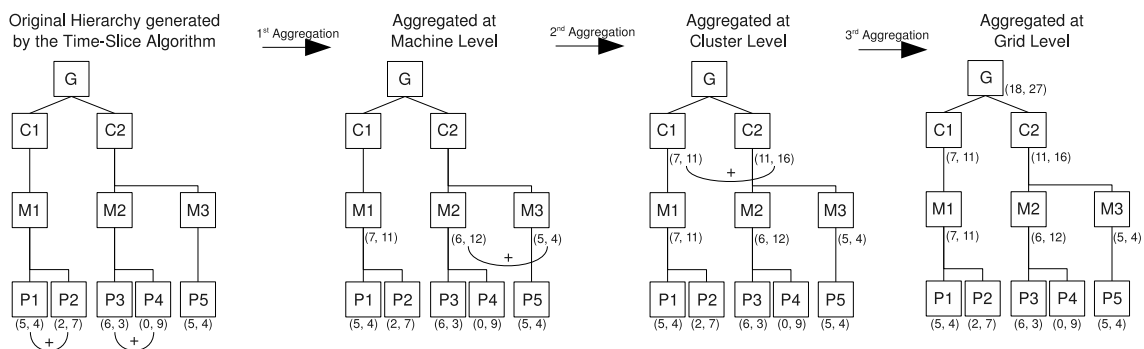 Original Hierarchy generated
by the Time-Slice Algorithm
1st Aggregation
Aggregated at
Machine Level
2nd Aggregation
Aggregated at
Cluster Level
3rd Aggregation
Aggregated at
Grid Level
G
C1 C2
M1 M2 M3
P1 P2 P3 P4 P5
(5, 4) (2, 7) (6, 3) (0, 9) (5, 4)
+ +
G
C1 C2
M1 M2 M3
(7, 11) (6, 12) (5, 4)
+
P1 P2 P3 P4 P5
(5, 4) (2,7) (6, 3) (0, 9) (5, 4)
G
C1 C2
(7, 11) (11, 16)
+
M1 M2 M3
(7, 11) (6, 12) (5, 4)
P1 P2 P3 P4 P5
(5, 4) (2, 7) (6, 3) (0, 9) (5, 4)
G
(18, 27)
C1 C2
(7, 11) (11, 16)
M1 M2 M3
(7, 11) (6, 12) (5, 4)
P1 P2 P3 P4 P5
(5, 4) (2, 7) (6, 3) (0, 9) (5, 4)